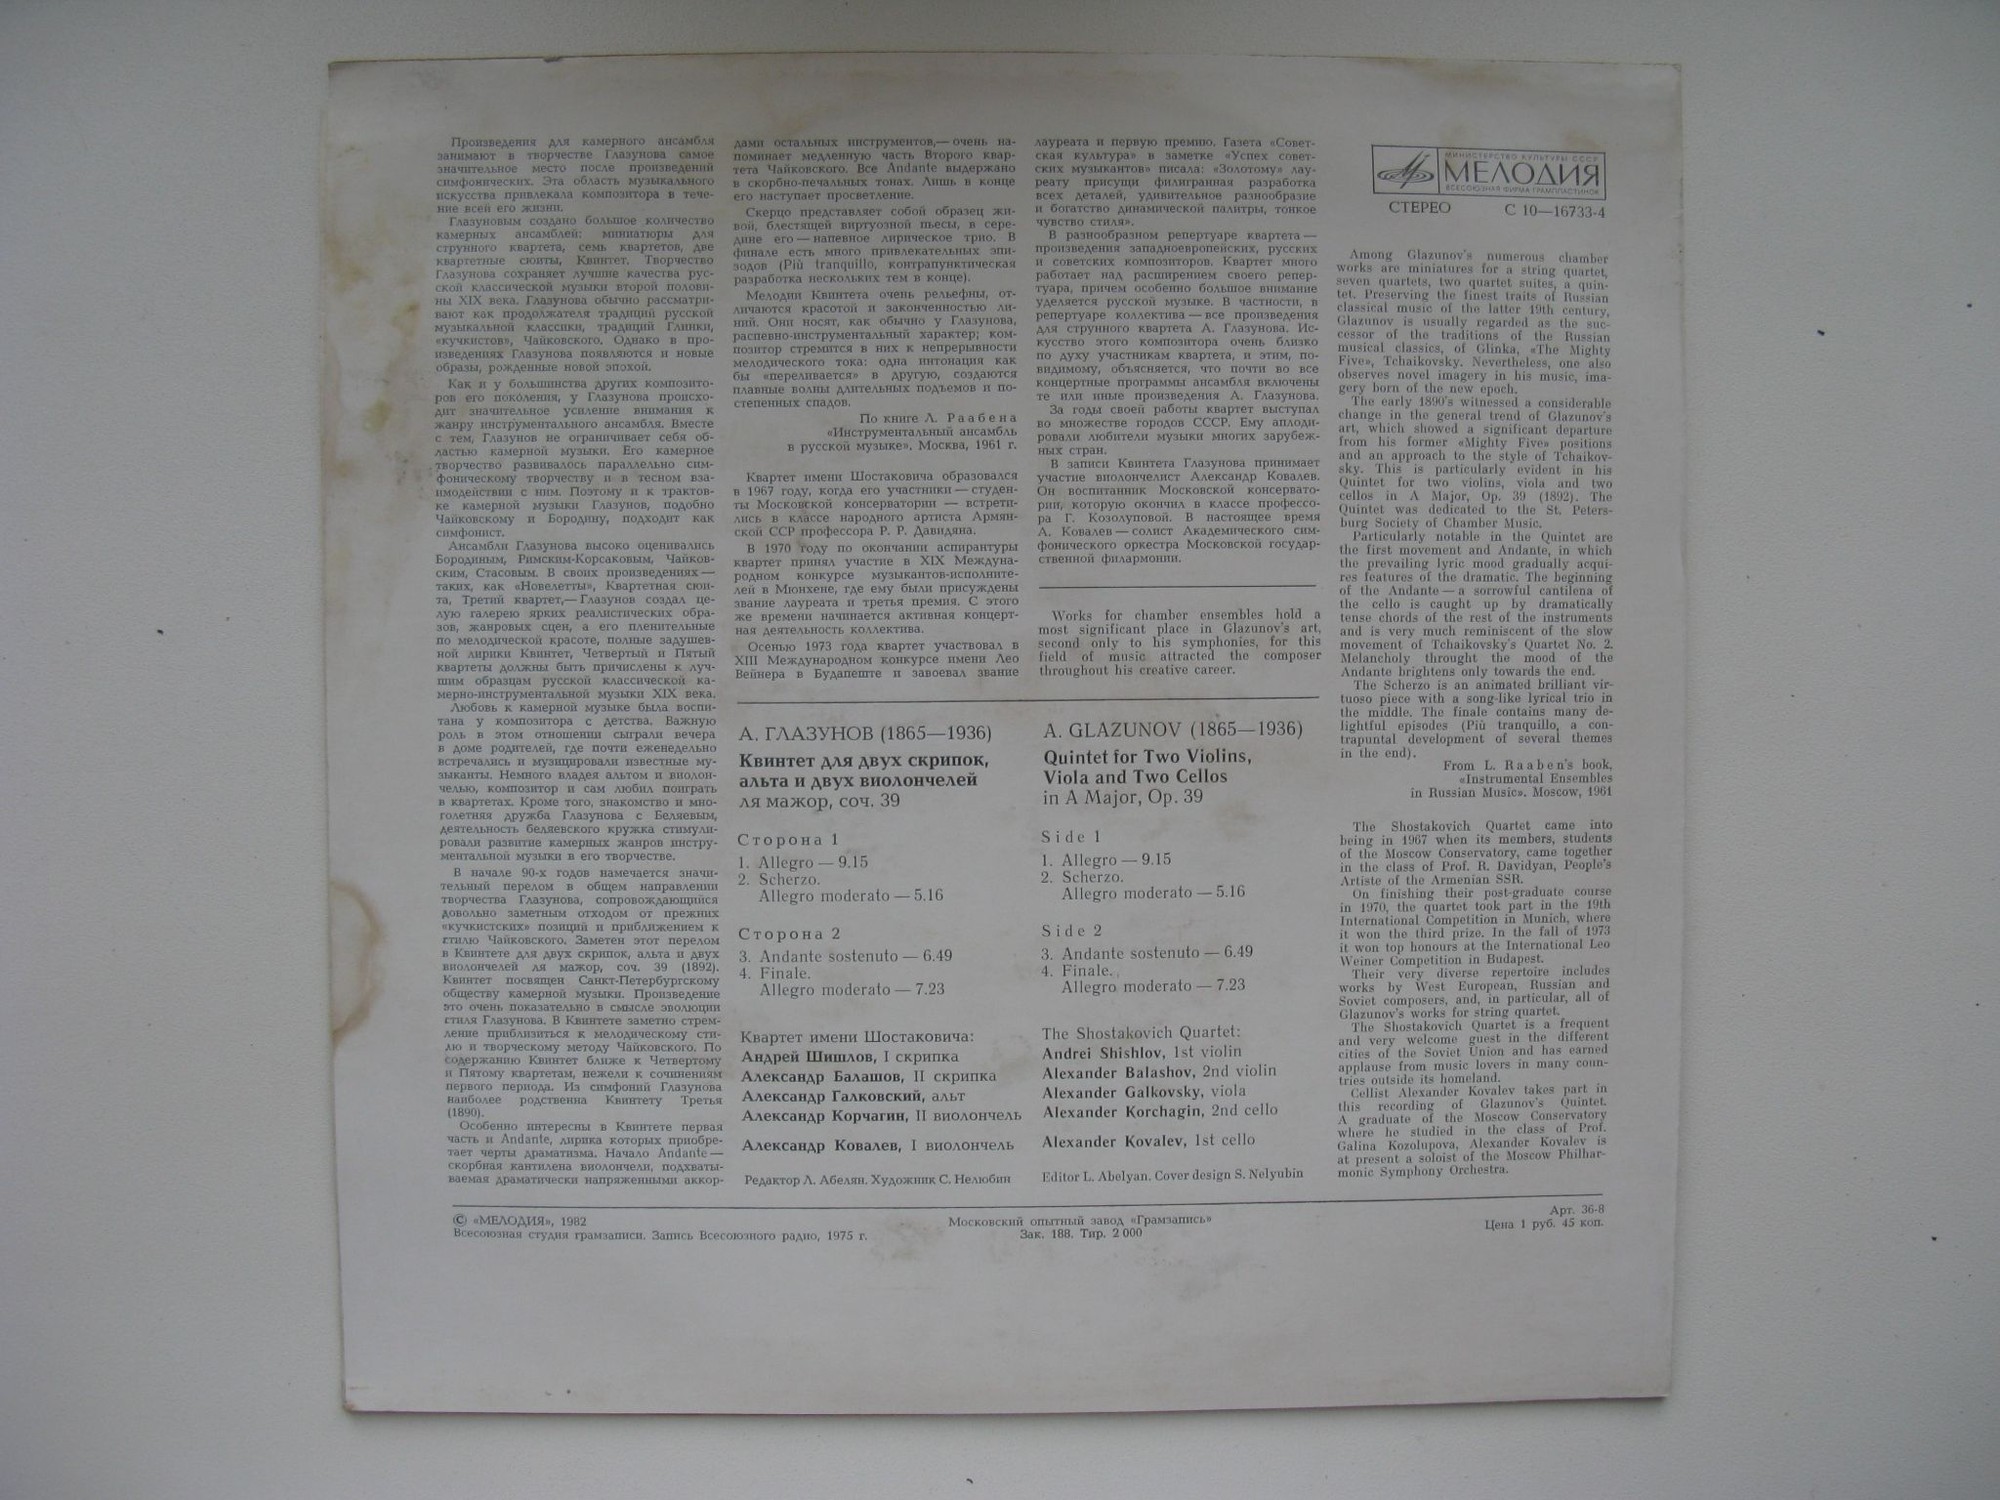 Произведения для камерного ансамбля
занимают в творчестве Глазунова самое
значительное место после произведений
симфонических. Эта область музыкального
искусства привлекала композитора в тече-
ние всей его жизни.
Глазуновым создано большое количество
камерных ансамблей: миниатюры для
струнного квартета, семь квартетов, две
квартетные сюиты, Квинтет. Творчество
Глазунова сохраняет лучшие качества рус-
ской классической музыки второй полови-
ны XIX века. Глазунова обычно рассматри-
вают как продолжателя традиций русской
музыкальной классики, традиций Глинки,
«кучкистов», Чайковского. Однако в про-
изведениях Глазунова появляются и новые
образы, рожденные новой эпохой.
Как и у большинства других композито-
ров его поколения, у Глазунова происхо-
дит значительное усиление внимания к
жанру инструментального ансамбля. Вместе
с тем, Глазунов не ограничивает себя об-
ластью камерной музыки. Его камерное
творчество развивалось параллельно сим-
фоническому творчеству и в тесном вза-
имодействии с ним. Поэтому и к трактов-
ке камерной музыки Глазунов, подобно
Чайковскому и Бородину, подходит как
симфонист.
Ансамбли Глазунова высоко оценивались
Бородиным, Римским-Корсаковым, Чайков-
ским, Стасовым. В своих произведениях —
таких, как «Новелетты», Квартетная сюи-
та, Третий квартет,— Глазунов создал це-
лую галерею ярких реалистических обра-
зов, жанровых сцен, а его пленительные
по мелодической красоте, полные задушев-
ной лирики Квинтет, Четвертый и Пятый
квартеты должны быть причислены к луч-
шим образцам русской классической ка-
мерно-инструментальной музыки XIX века.
Любовь к камерной музыке была воспи-
тана у композитора с детства. Важную
роль в этом отношении сыграли вечера
в доме родителей, где почти еженедельно
встречались и музицировали известные му-
зыканты. Немного владея альтом и виолон-
челью, композитор и сам любил поиграть
в квартетах. Кроме того, знакомство и мно-
голетняя дружба Глазунова с Беляевым,
деятельность беляевского кружка стимули-
ровали развитие камерных жанров инстру-
ментальной музыки в его творчестве.
В начале 90-х годов намечается значи-
тельный перелом в общем направлении
творчества Глазунова, сопровождающийся
довольно заметным отходом от прежних
«кучкистских» позиций и приближением к
стилю Чайковского. Заметен этот перелом
в Квинтете для двух скрипок, альта и двух
виолончелей ля мажор, соч. 39 (1892).
Квинтет посвящен Санкт-Петербургскому
обществу камерной музыки. Произведение
это очень показательно в смысле эволюции
стиля Глазунова. В Квинтете заметно стрем-
ление приблизиться к мелодическому сти-
лю и творческому методу Чайковского. По
содержанию Квинтет ближе к Четвертому
и Пятому квартетам, нежели к сочинениям
первого периода. Из симфоний Глазунова
наиболее родственна Квинтету Третья
(1890).
Особенно интересны в Квинтете первая
часть и Andante, лирика которых приобре-
тает черты драматизма. Начало Andante —
скорбная кантилена виолончели, подхваты-
ваемая драматически напряженными аккор-
дами остальных инструментов,— очень на-
поминает медленную часть Второго квар-
тета Чайковского. Все Andante выдержано
в скорбно-печальных тонах. Лишь в конце
его наступает просветление.
Скерцо представляет собой образец жи-
вой, блестящей виртуозной пьесы, в сере-
дине его — напевное лирическое трио. В
финале есть много привлекательных эпи-
зодов (Più tranquillo, контрапунктическая
разработка нескольких тем в конце).
Мелодии Квинтета очень рельефны, от-
личаются красотой и законченностью ли-
ний. Они носят, как обычно у Глазунова,
распевно-инструментальный характер; ком-
позитор стремится в них к непрерывности
мелодического тока: одна интонация как
бы «переливается» в другую, создаются
плавные волны длительных подъемов и по-
степенных спадов.
По книге Л. Раабена
«Инструментальный ансамбль
в русской музыке». Москва, 1961 г.
Квартет имени Шостаковича образовался
в 1967 году, когда его участники — студен-
ты Московской консерватории — встрети-
лись в классе народного артиста Армян-
ской ССР профессора Р. Р. Давидяна.
В 1970 году по окончании аспирантуры
квартет принял участие в XIX Междуна-
родном конкурсе музыкантов-исполните-
лей в Мюнхене, где ему были присуждены
звание лауреата и третья премия. С этого
же времени начинается активная концерт-
ная деятельность коллектива.
Осенью 1973 года квартет участвовал в
XIII Международном конкурсе имени Лео
Вейнера в Будапеште и завоевал звание
лауреата и первую премию. Газета «Совет-
ская культура» в заметке «Успех совет-
ских музыкантов» писала: «Золотому» лау-
реату присущи филигранная разработка
всех деталей, удивительное разнообразие
и богатство динамической палитры, тонкое
чувство стиля».
В разнообразном репертуаре квартета —
произведения западноевропейских, русских
и советских композиторов. Квартет много
работает над расширением своего репер-
туара, причем особенно большое внимание
уделяется русской музыке. В частности, в
репертуаре коллектива — все произведения
для струнного квартета А. Глазунова. Ис-
кусство этого композитора очень близко
по духу участникам квартета, и этим, по-
видимому, объясняется, что почти во все
концертные программы ансамбля включены
те или иные произведения А. Глазунова.
За годы своей работы квартет выступал
во множестве городов СССР. Ему аплоди-
ровали любители музыки многих зарубеж-
ных стран.
В записи Квинтета Глазунова принимает
участие виолончелист Александр Ковалев.
Он воспитанник Московской консервато-
рии, которую окончил в классе профессо-
ра Г. Козолуповой. В настоящее время
А. Ковалев — солист Академического сим-
фонического оркестра Московской государ-
ственной филармонии.
Works for chamber ensembles hold a
most significant place in Glazunov's art,
second only to his symphonies, for this
field of music attracted the composer
throughout his creative career.
А. ГЛАЗУНОВ (1865—1936)
Квинтет для двух скрипок,
альта и двух виолончелей
ля мажор, соч. 39
Сторона 1
1. Allegro — 9.15
2. Scherzo.
Allegro moderato — 5.16
Сторона 2
3. Andante sostenuto — 6.49
4. Finale.
Allegro moderato — 7.23
Квартет имени Шостаковича:
Андрей Шишлов, I скрипка
Александр Балашов, II скрипка
Александр Галковский, альт
Александр Корчагин, II виолончель
Александр Ковалев, I виолончель
Редактор Л. Абелян. Художник С. Нелюбин
A. GLAZUNOV (1865—1936)
Quintet for Two Violins,
Viola and Two Cellos
in A Major, Op. 39
Side 1
1. Allegro — 9.15
2. Scherzo.
Allegro moderato — 5.16
Side 2
3. Andante sostenuto — 6.49
4. Finale.
Allegro moderato — 7.23
The Shostakovich Quartet:
Andrei Shishlov, 1st violin
Alexander Balashov, 2nd violin
Alexander Galkovsky, viola
Alexander Korchagin, 2nd cello
Alexander Kovalev, 1st cello
Editor L. Abelyan. Cover design S. Nelyubin
МИНИСТЕРСТВО КУЛЬТУРЫ СССР
МЕЛОДИЯ
ВСЕСОЮЗНАЯ ФИРМА ГРАМПЛАСТИНОК
СТЕРЕО С 10—16733-4
Among Glazunov's numerous chamber
works are miniatures for a string quartet,
seven quartets, two quartet suites, a quin-
tet. Preserving the finest traits of Russian
classical music of the latter 19th century,
Glazunov is usually regarded as the suc-
cessor of the traditions of the Russian
musical classics, of Glinka, «The Mighty
Five», Tchaikovsky. Nevertheless, one also
observes novel imagery in his music, ima-
gery born of the new epoch.
The early 1890's witnessed a considerable
change in the general trend of Glazunov's
art, which showed a significant departure
from his former «Mighty Five» positions
and an approach to the style of Tchaikov-
sky. This is particularly evident in his
Quintet for two violins, viola and two
cellos in A Major, Op. 39 (1892). The
Quintet was dedicated to the St. Peters-
burg Society of Chamber Music.
Particularly notable in the Quintet are
the first movement and Andante, in which
the prevailing lyric mood gradually acqui-
res features of the dramatic. The beginning
of the Andante — a sorrowful cantilena of
the cello is caught up by dramatically
tense chords of the rest of the instruments
and is very much reminiscent of the slow
movement of Tchaikovsky's Quartet No. 2.
Melancholy throught the mood of the
Andante brightens only towards the end.
The Scherzo is an animated brilliant vir-
tuoso piece with a song-like lyrical trio in
the middle. The finale contains many de-
lightful episodes (Più tranquillo, a con-
trapuntal development of several themes
in the end).
From L. Raaben's book,
«Instrumental Ensembles
in Russian Music». Moscow, 1961
The Shostakovich Quartet came into
being in 1967 when its members, students
of the Moscow Conservatory, came together
in the class of Prof. R. Davidyan, People's
Artiste of the Armenian SSR.
On finishing their post-graduate course
in 1970, the quartet took part in the 19th
International Competition in Munich, where
it won the third prize. In the fall of 1973
it won top honours at the International Leo
Weiner Competition in Budapest.
Their very diverse repertoire includes
works by West European, Russian and
Soviet composers, and, in particular, all of
Glazunov's works for string quartet.
The Shostakovich Quartet is a frequent
and very welcome guest in the different
cities of the Soviet Union and has earned
applause from music lovers in many coun-
tries outside its homeland.
Cellist Alexander Kovalev takes part in
this recording of Glazunov's Quintet.
A graduate of the Moscow Conservatory
where he studied in the class of Prof.
Galina Kozolupova, Alexander Kovalev is
at present a soloist of the Moscow Philhar-
monic Symphony Orchestra.
© «МЕЛОДИЯ», 1982
Всесоюзная студия грамзаписи. Запись Всесоюзного радио, 1975 г.
Московский опытный завод «Грамзапись»
Зак. 188. Тир. 2 000
Арт. 36-8
Цена 1 руб. 45 коп.